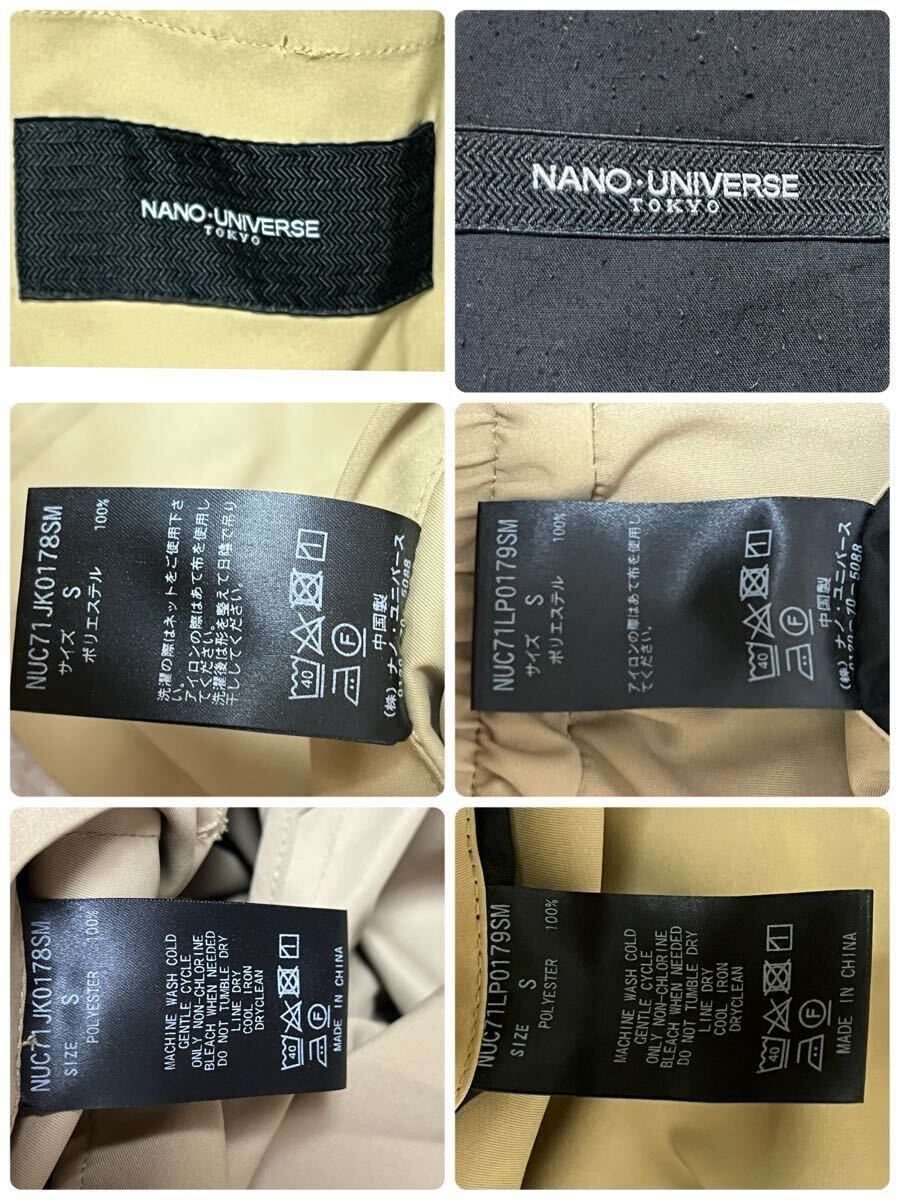 NANO·UNIVERSE
TOKYO
NANO·UNIVERSE
TOKYO
NUC71JK0178SM
サイズ S
ポリエステル 100%
洗濯の際はネットをご使用下さ
い。
アイロンの際はあて布を使用し
てください。
洗濯後は形を整えて日陰で吊り
干ししてください。
40
F
中国製
(株)ナノ・ユニバース
NUC71LP0179SM
サイズ S
ポリエステル 100%
アイロンの際はあて布を使用し
てください。
40
F
中国製
(株)ナノ・ユニバース
0120-70-5088
NUC71JK0178SM
SIZE S
POLYESTER 100%
MACHINE WASH COLD
GENTLE CYCLE
ONLY NON-CHLORINE
BLEACH WHEN NEEDED
DO NOT TUMBLE DRY
LINE DRY
COOL IRON
DRYCLEAN
40
F
MADE IN CHINA
NUC71LP0179SM
SIZE S
POLYESTER 100%
MACHINE WASH COLD
GENTLE CYCLE
ONLY NON-CHLORINE
BLEACH WHEN NEEDED
DO NOT TUMBLE DRY
LINE DRY
COOL IRON
DRYCLEAN
40
F
MADE IN CHINA